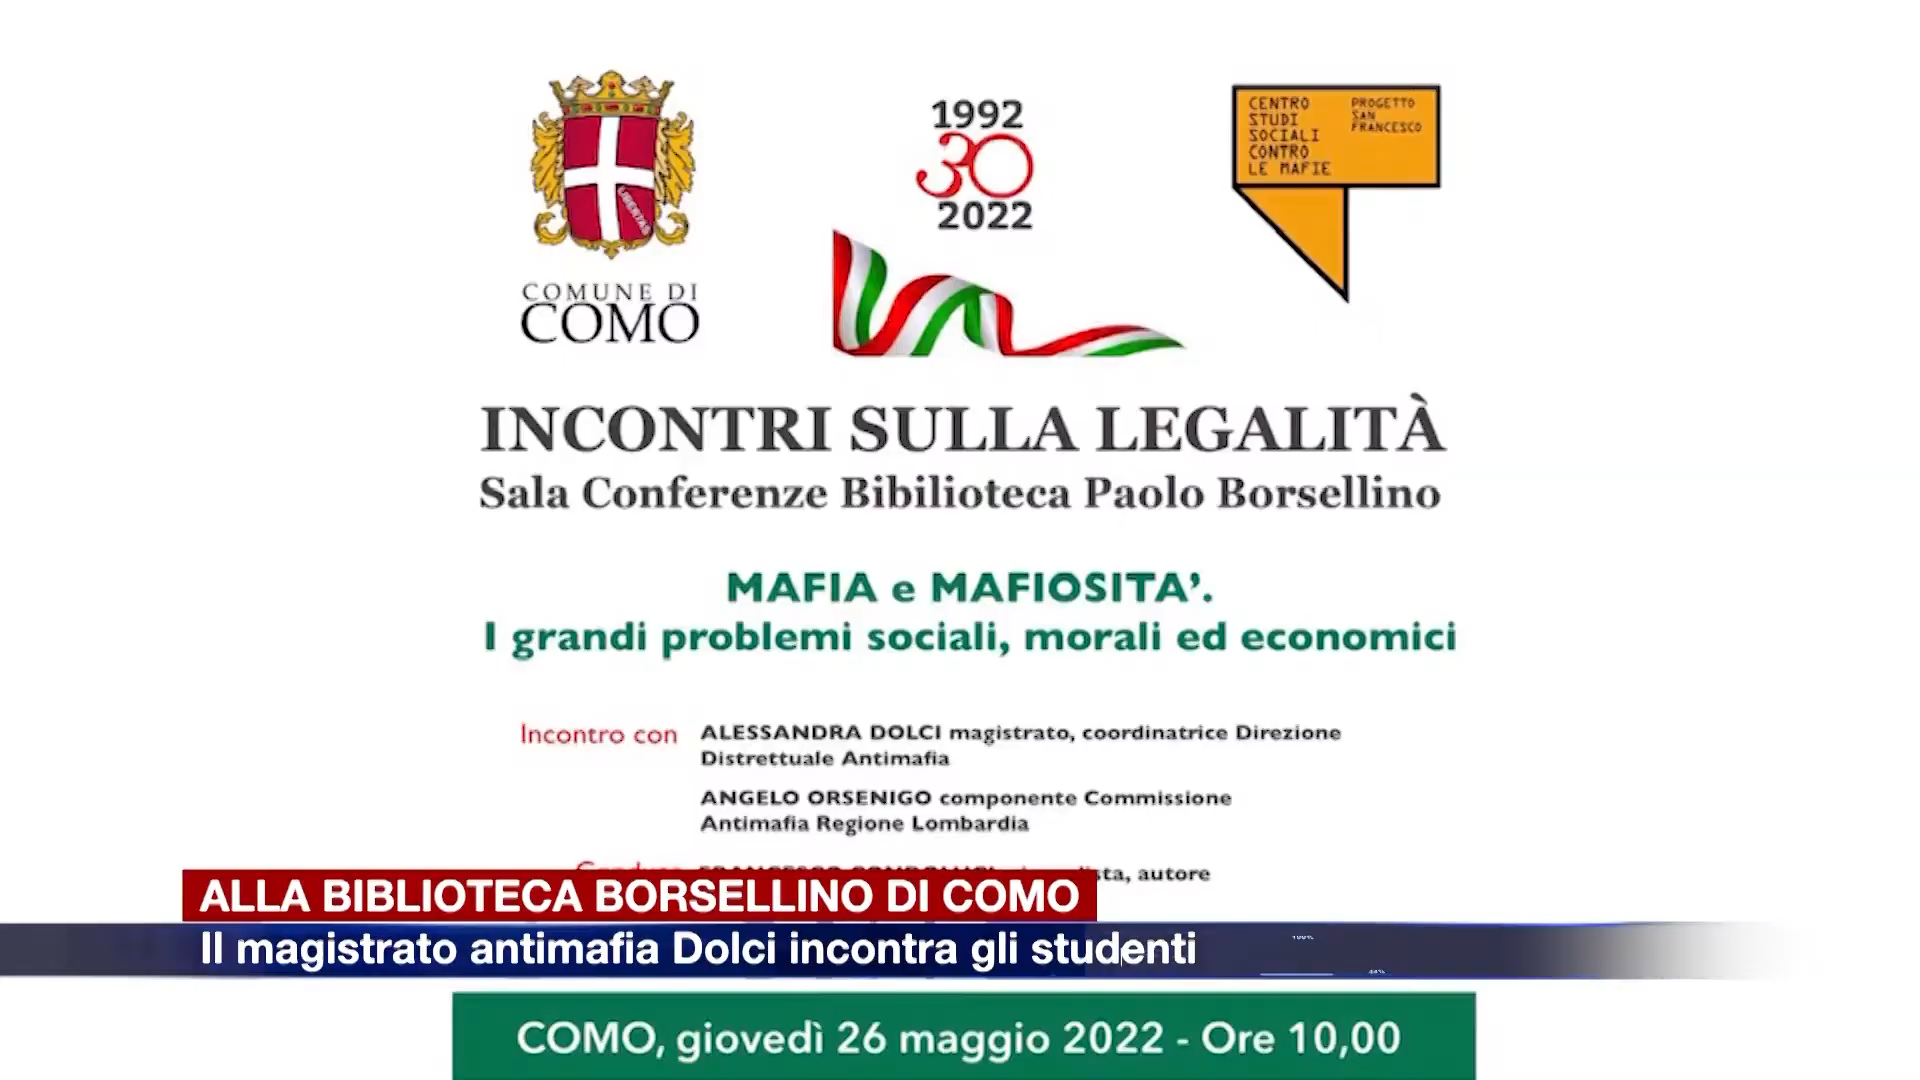 LIBERTAS
COMUNE DI
COMO
1992
30
2022
CENTRO
STUDI
SOCIALI
CONTRO
LE MAFIE
PROGETTO
SAN
FRANCESCO
INCONTRI SULLA LEGALITÀ
Sala Conferenze Bibilioteca Paolo Borsellino
MAFIA e MAFIOSITA’.
I grandi problemi sociali, morali ed economici
Incontro con ALESSANDRA DOLCI magistrato, coordinatrice Direzione
Distrettuale Antimafia
ANGELO ORSENIGO componente Commissione
Antimafia Regione Lombardia
autore
ALLA BIBLIOTECA BORSELLINO DI COMO
Il magistrato antimafia Dolci incontra gli studenti
COMO, giovedì 26 maggio 2022 - Ore 10,00